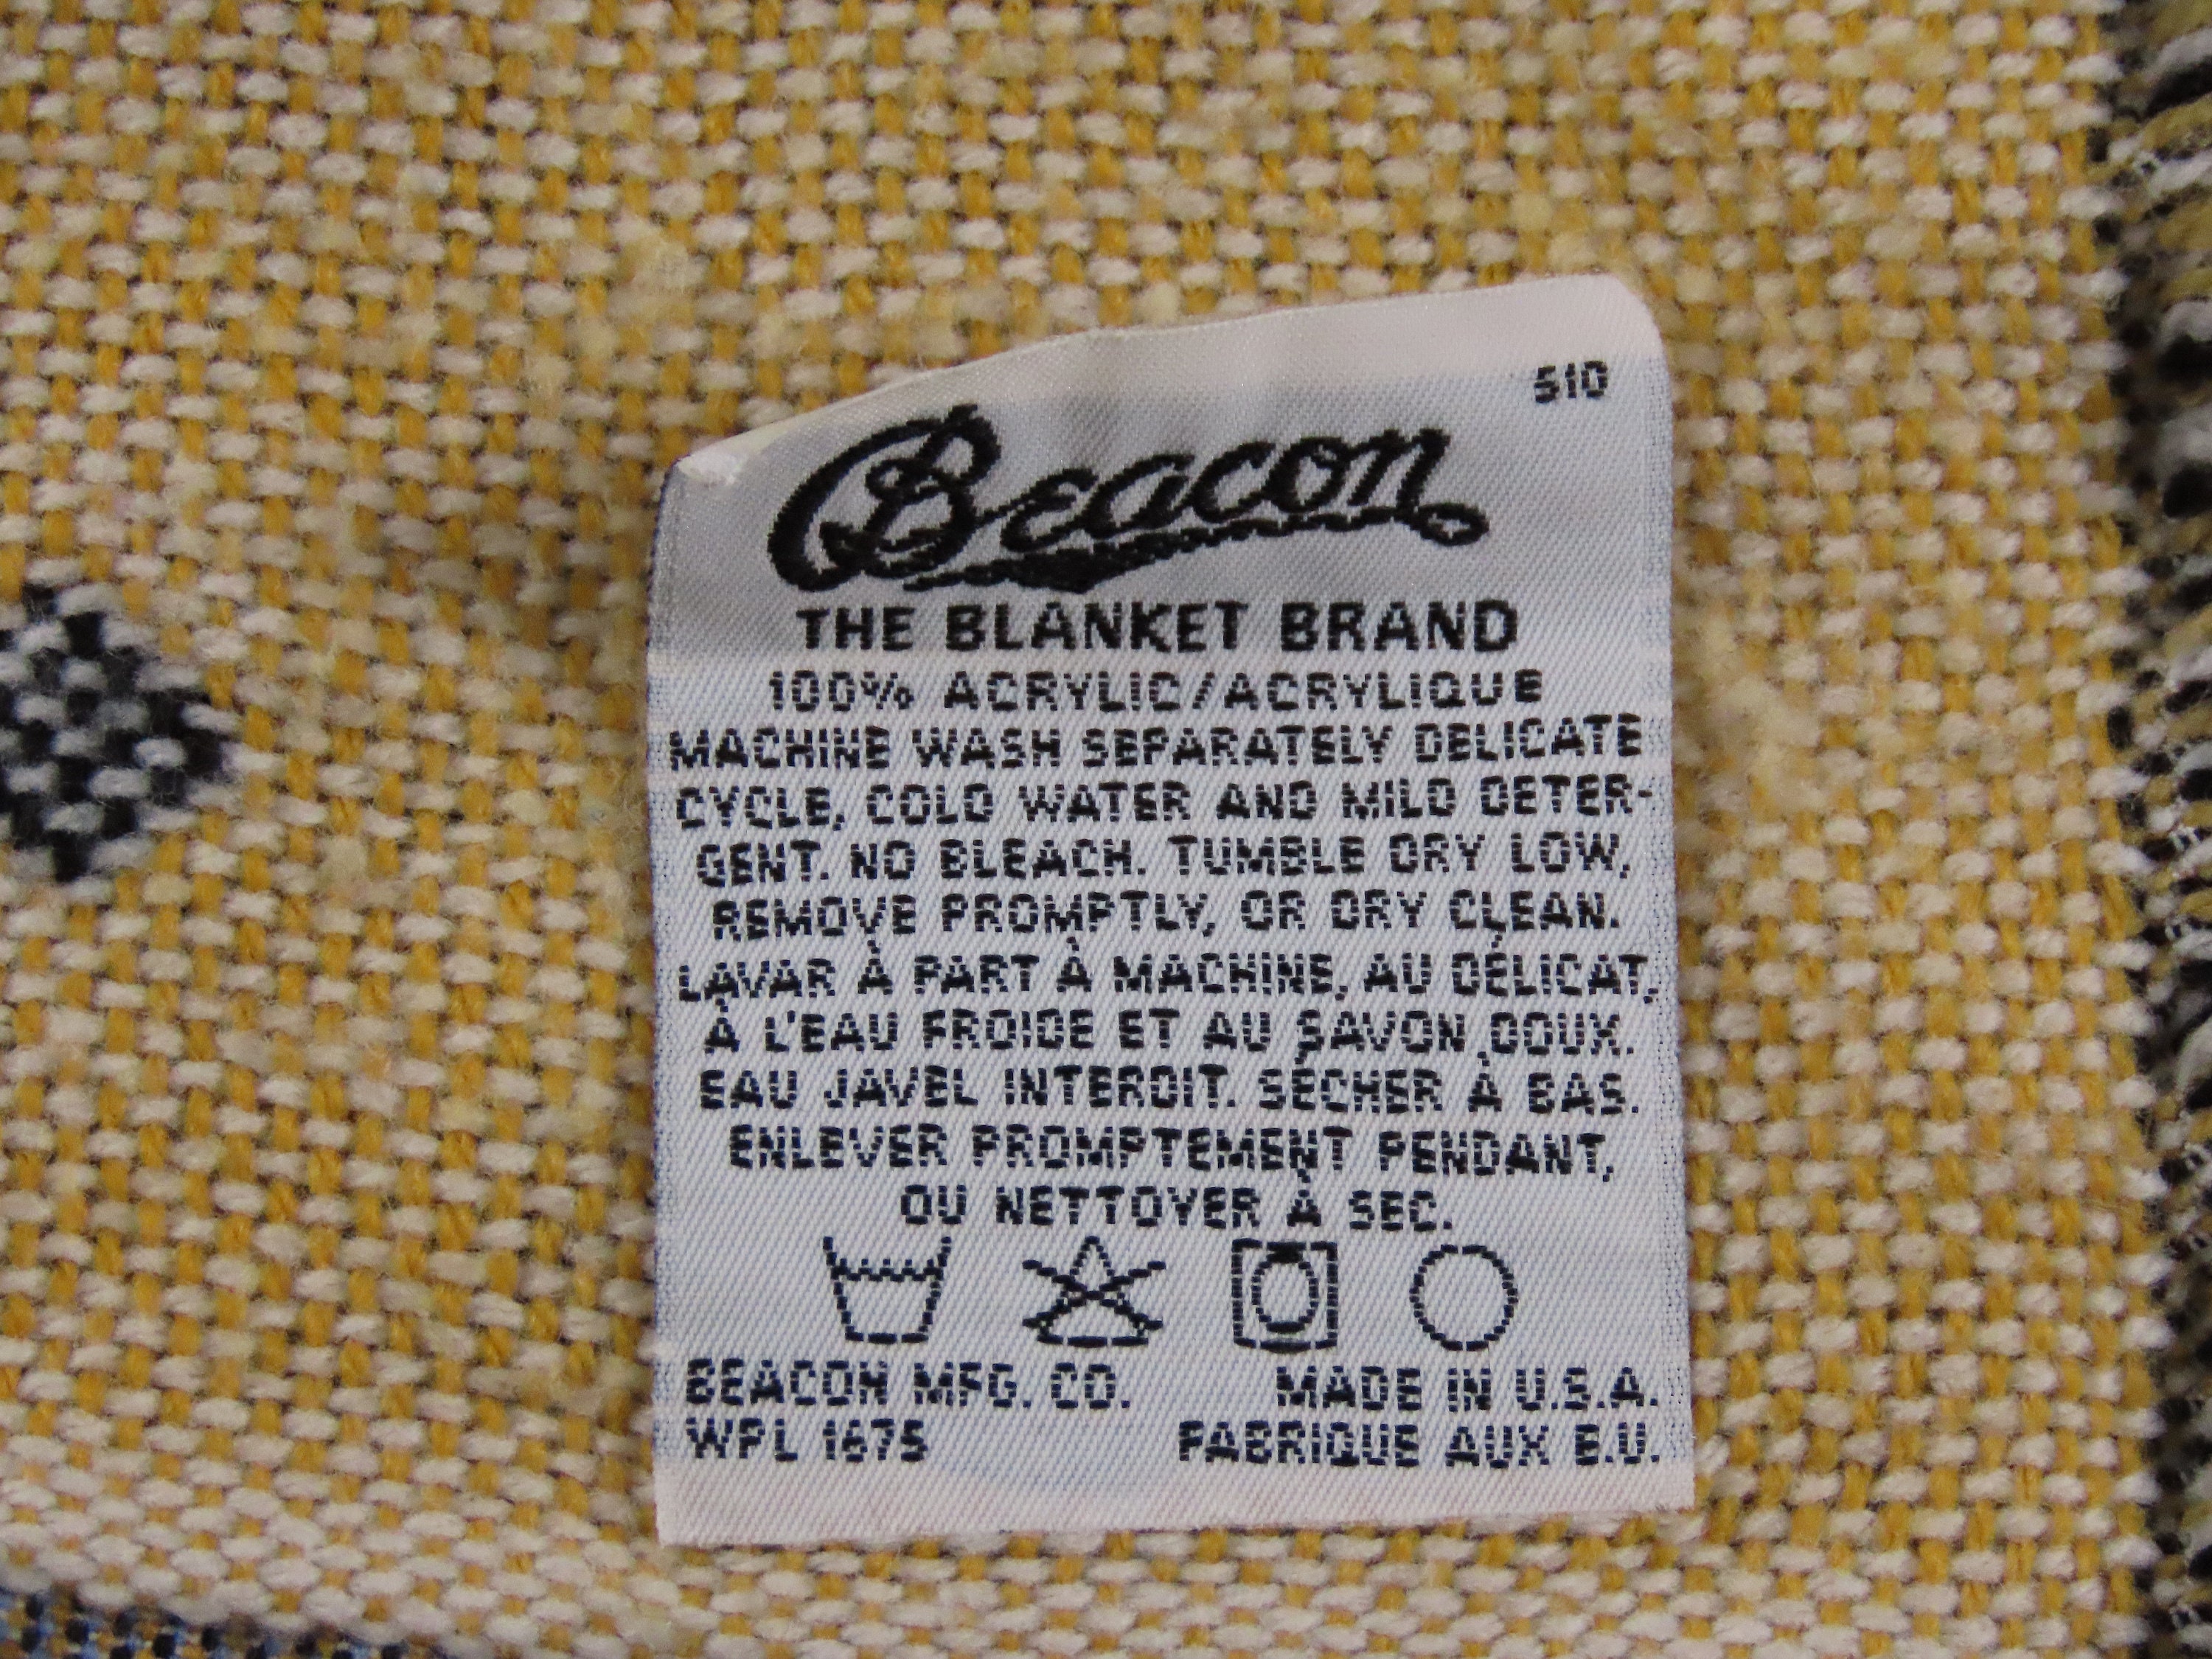 510
Beacon
THE BLANKET BRAND
100% ACRYLIC/ACRYLIQUE
MACHINE WASH SEPARATELY DELICATE
CYCLE, COLD WATER AND MILD DETER-
GENT. NO BLEACH. TUMBLE DRY LOW,
REMOVE PROMPTLY, OR DRY CLEAN.
LAVAR À PART À MACHINE, AU DÉLICAT,
À L'EAU FROIDE ET AU SAVON DOUX.
EAU JAVEL INTERDIT. SÉCHER À BAS.
ENLEVER PROMPTEMENT PENDANT,
OU NETTOYER À SEC.
BEACON MFG. CO. MADE IN U.S.A.
WPL 1675 FABRIQUE AUX E.U.